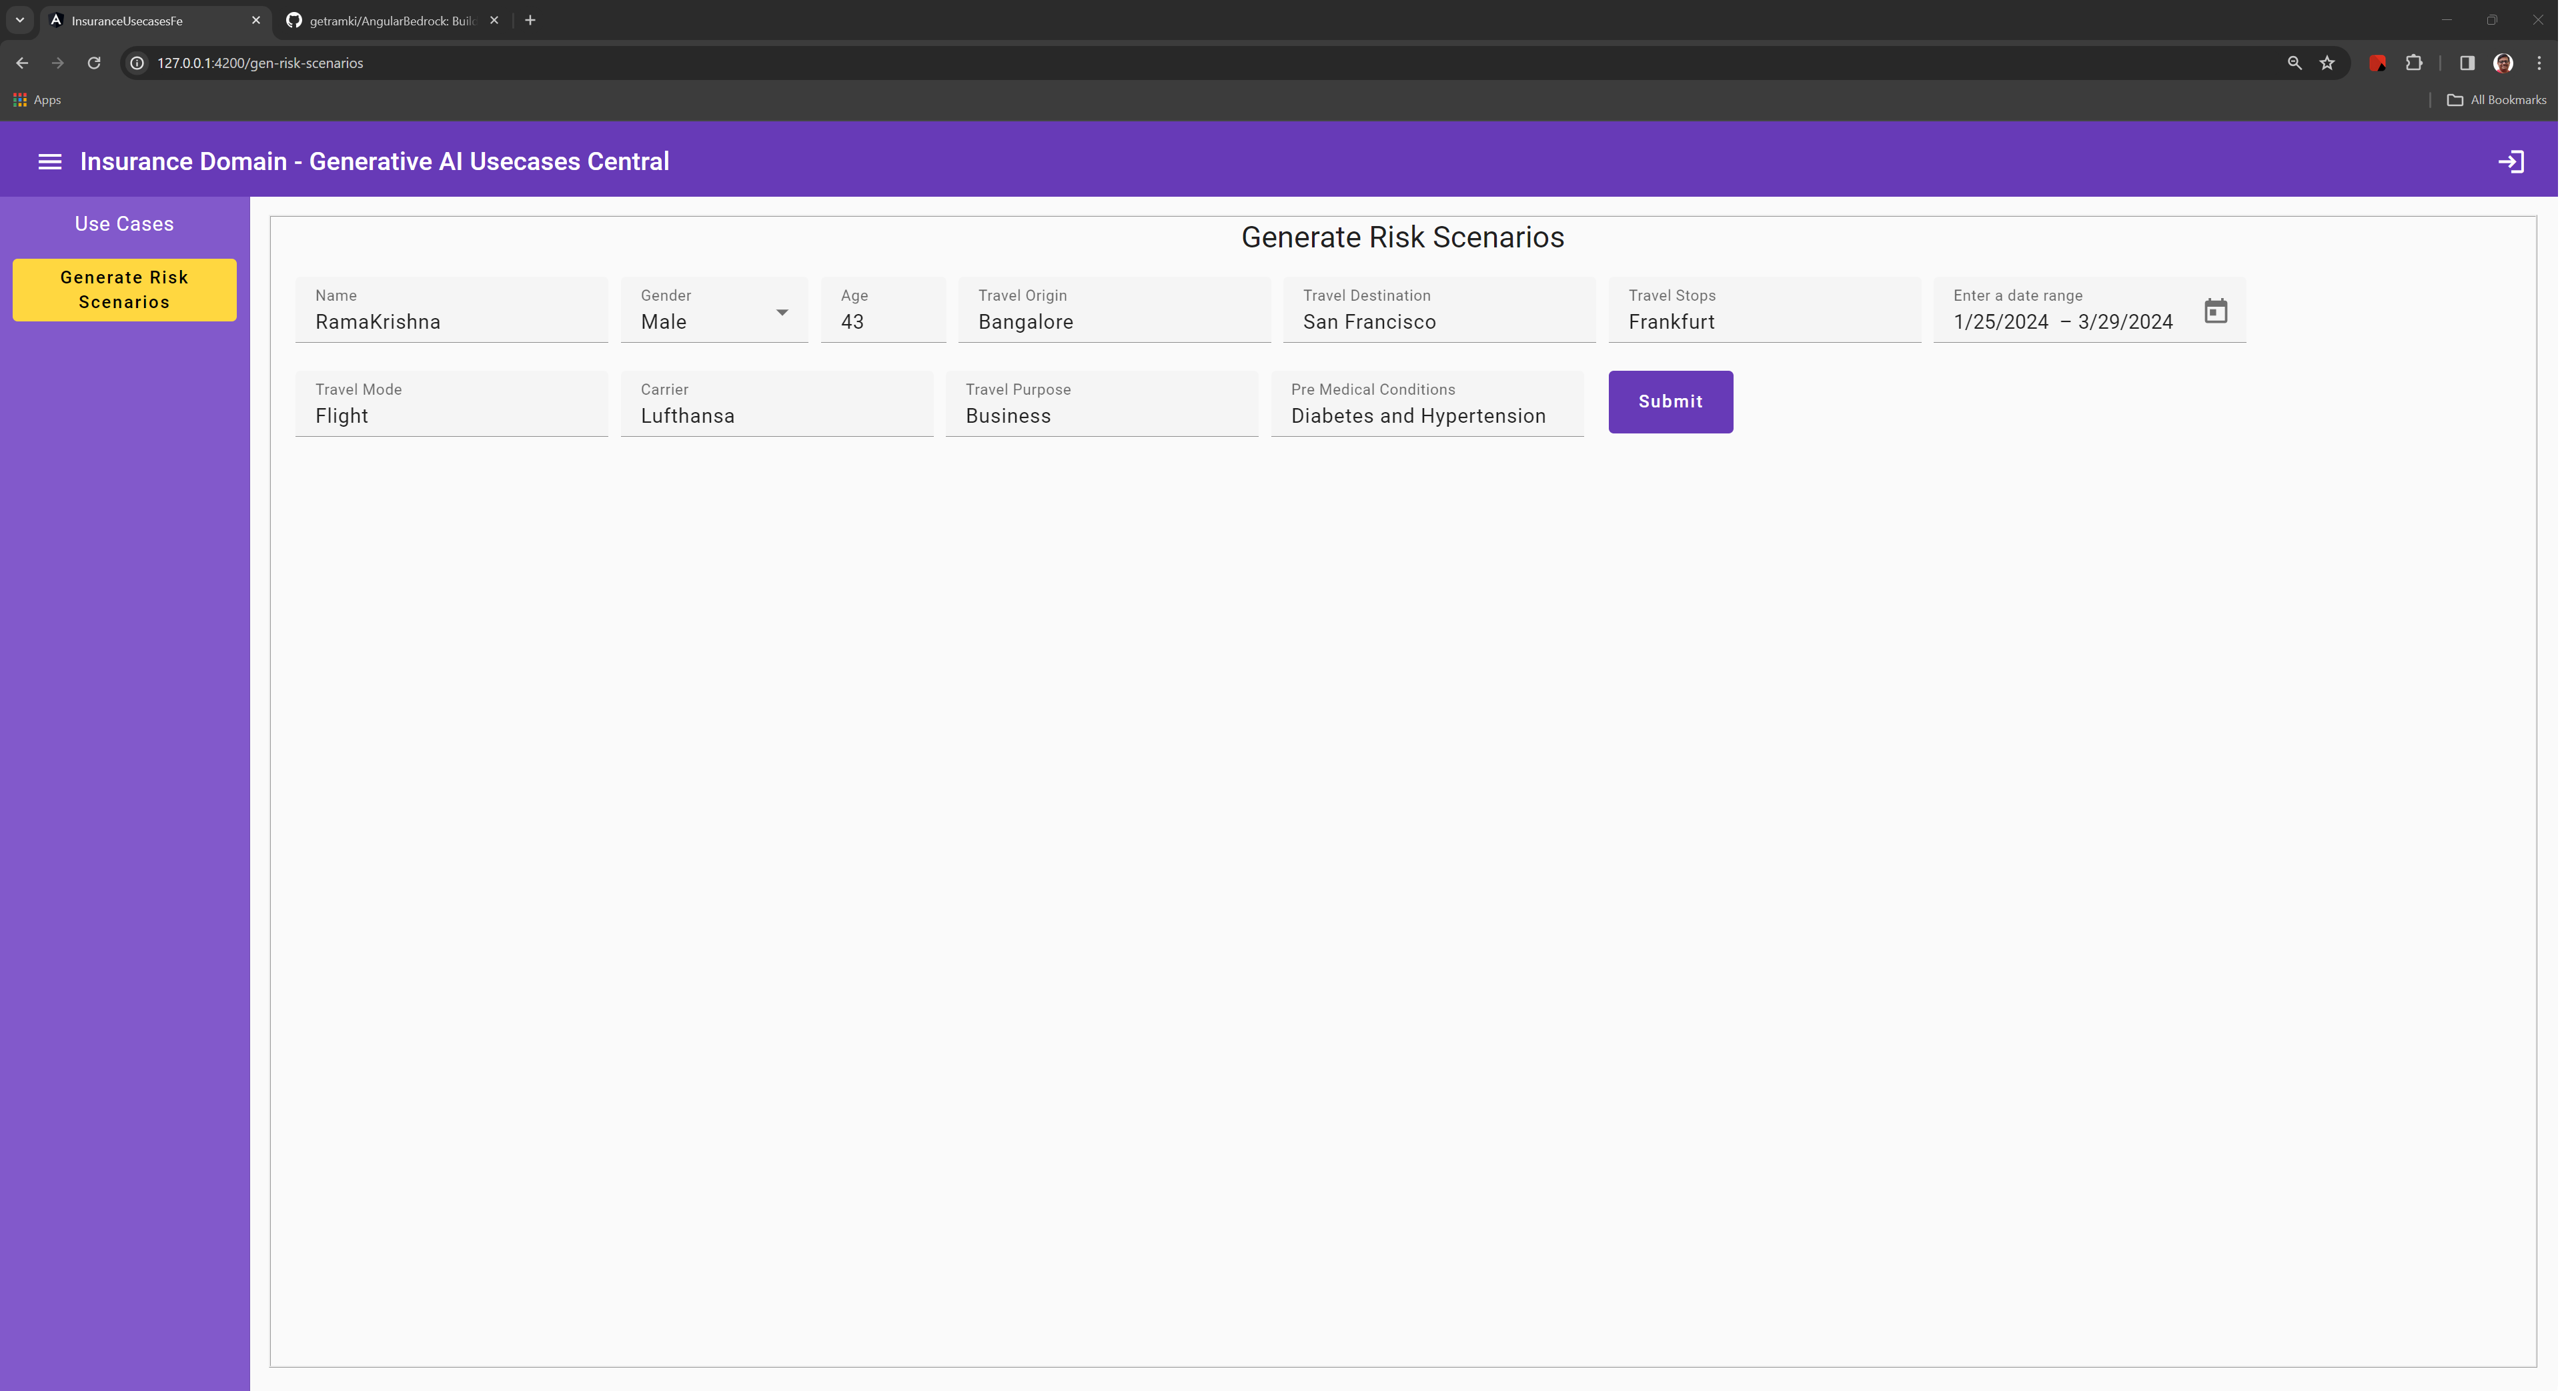 InsuranceUsecasesFe
getramki/AngularBedrock: Buil
127.0.0.1:4200/gen-risk-scenarios
Apps
All Bookmarks
Insurance Domain - Generative AI Usecases Central
Use Cases
Generate Risk
Scenarios
Generate Risk Scenarios
Name
RamaKrishna
Gender
Male
Age
43
Travel Origin
Bangalore
Travel Destination
San Francisco
Travel Stops
Frankfurt
Enter a date range
1/25/2024 – 3/29/2024
Travel Mode
Flight
Carrier
Lufthansa
Travel Purpose
Business
Pre Medical Conditions
Diabetes and Hypertension
Submit